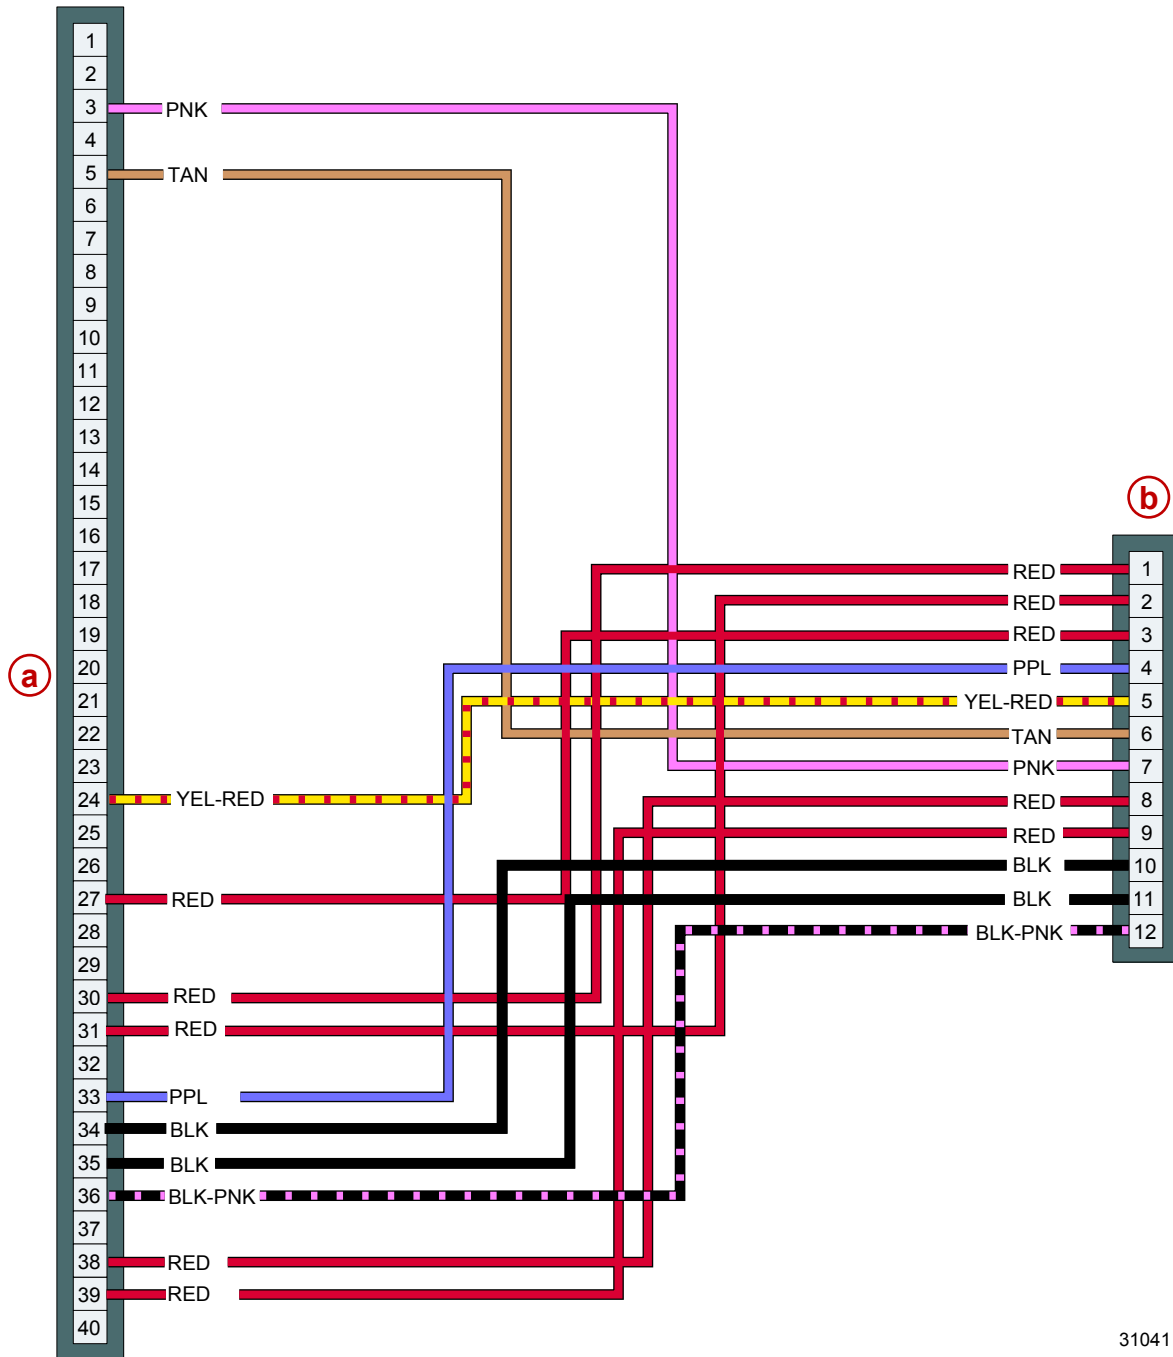 1
2
3 PNK
4
5 TAN
6
7
8
9
10
11
12
13
14
15
16
17
18
19
20
21
22
23
24 YEL-RED
25
26
27 RED
28
29
30 RED
31 RED
32
33 PPL
34 BLK
35 BLK
36 BLK-PNK
37
38 RED
39 RED
40
a
b
RED 1
RED 2
RED 3
PPL 4
YEL-RED 5
TAN 6
PNK 7
RED 8
RED 9
BLK 10
BLK 11
BLK-PNK 12
31041